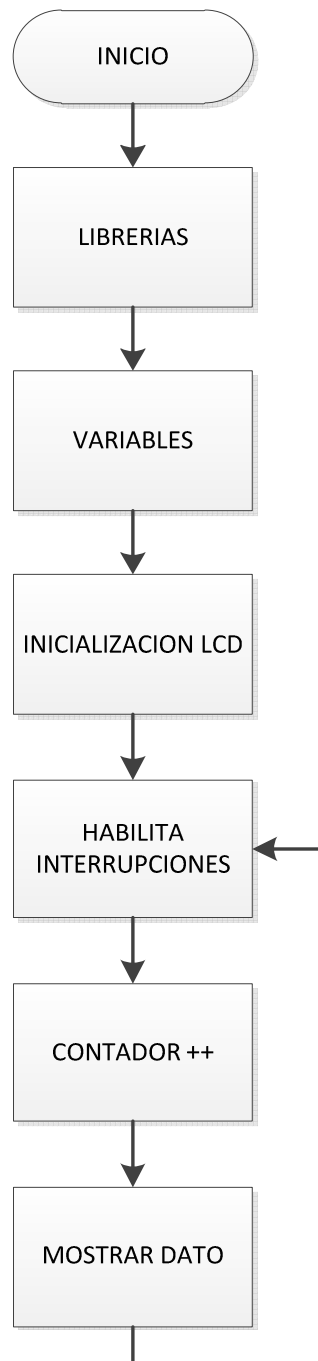 INICIO
LIBRERIAS
VARIABLES
INICIALIZACION LCD
HABILITA
INTERRUPCIONES
CONTADOR ++
MOSTRAR DATO